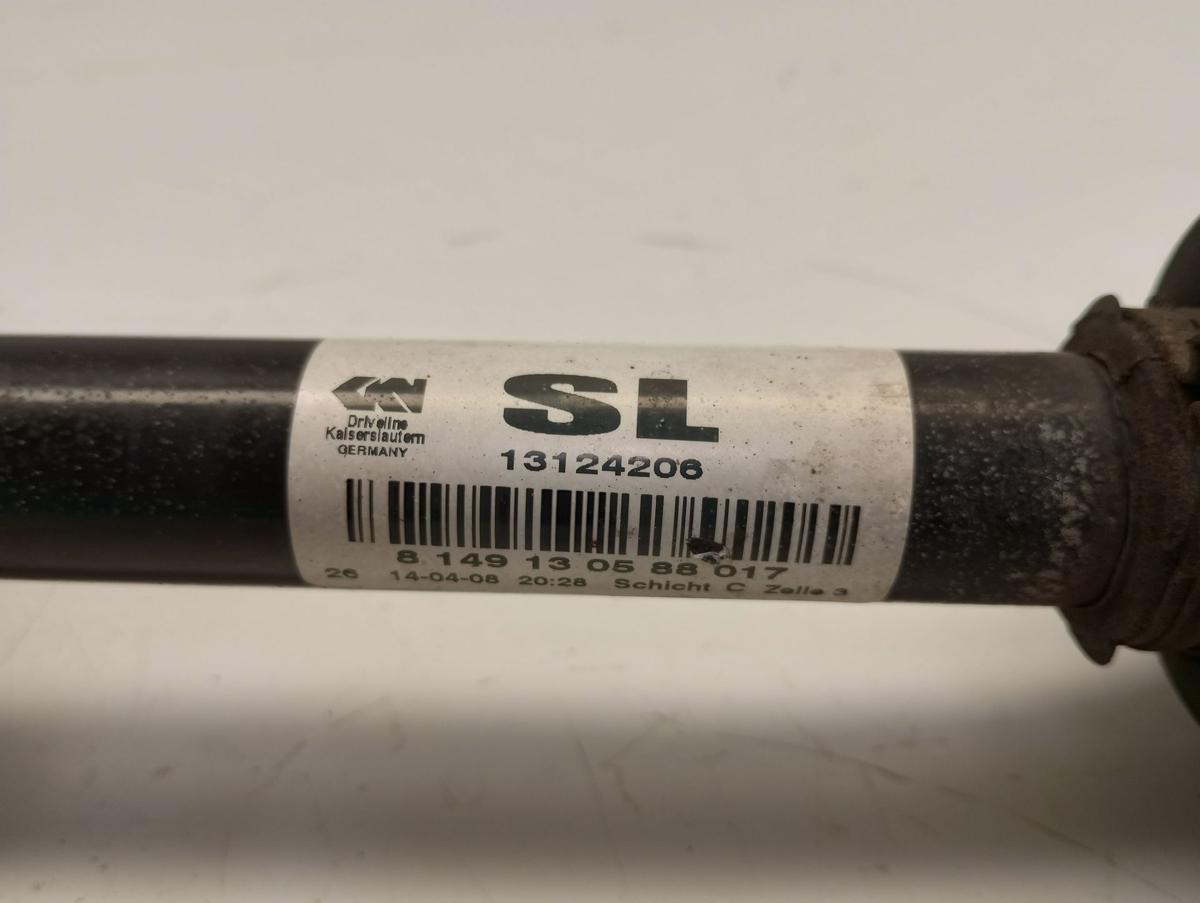 SL
Driveline
Kaiserslautern
GERMANY
13124206
8 149 13 05 88 017
26 14-04-08 20:28 Schicht C Zelle 3